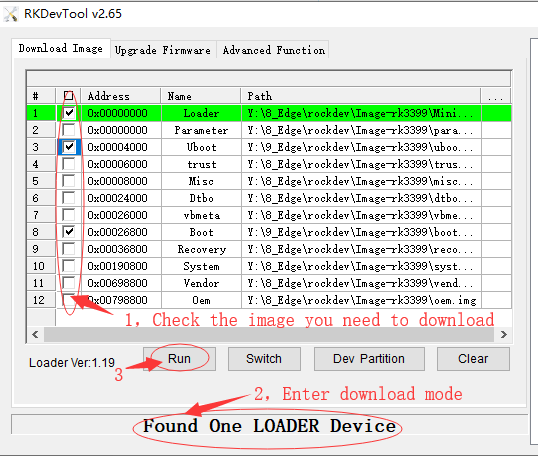 RKDevTool v2.65
Download Image Upgrade Firmware Advanced Function
# Address Name Path ...
1 0x00000000 Loader Y:\8_Edge\rockdev\Image-rk3399\Mini...
2 0x00000000 Parameter Y:\8_Edge\rockdev\Image-rk3399\para...
3 0x00004000 Uboot Y:\9_Edge\rockdev\Image-rk3399\uboo...
4 0x00006000 trust Y:\8_Edge\rockdev\Image-rk3399\trus...
5 0x00008000 Misc Y:\8_Edge\rockdev\Image-rk3399\misc...
6 0x00024000 Dtbo Y:\8_Edge\rockdev\Image-rk3399\dtbo...
7 0x00026000 vbmeta Y:\8_Edge\rockdev\Image-rk3399\vbme...
8 0x00026800 Boot Y:\9_Edge\rockdev\Image-rk3399\boot...
9 0x00036800 Recovery Y:\8_Edge\rockdev\Image-rk3399\reco...
10 0x00190800 System Y:\8_Edge\rockdev\Image-rk3399\syst...
11 0x00698800 Vendor Y:\8_Edge\rockdev\Image-rk3399\vend...
12 0x00798800 Oem Y:\8_Edge\rockdev\Image-rk3399\oem.img
1, Check the image you need to download
Loader Ver:1.19 Run Switch Dev Partition Clear
3
2, Enter download mode
Found One LOADER Device